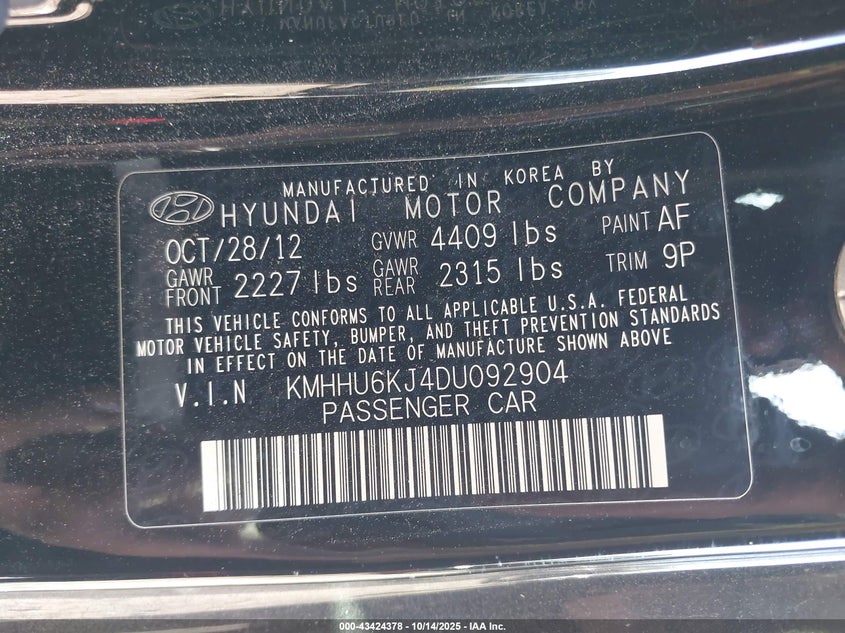 MANUFACTURED IN KOREA BY
HYUNDAI MOTOR COMPANY
OCT/28/12 GVWR 4409 lbs PAINT AF
GAWR FRONT 2227 lbs GAWR REAR 2315 lbs TRIM 9P
THIS VEHICLE CONFORMS TO ALL APPLICABLE U.S.A. FEDERAL
MOTOR VEHICLE SAFETY, BUMPER, AND THEFT PREVENTION STANDARDS
IN EFFECT ON THE DATE OF MANUFACTURE SHOWN ABOVE
V.I.N KMHHU6KJ4DU092904
PASSENGER CAR
000-43424378 - 10/14/2025 - IAA Inc.